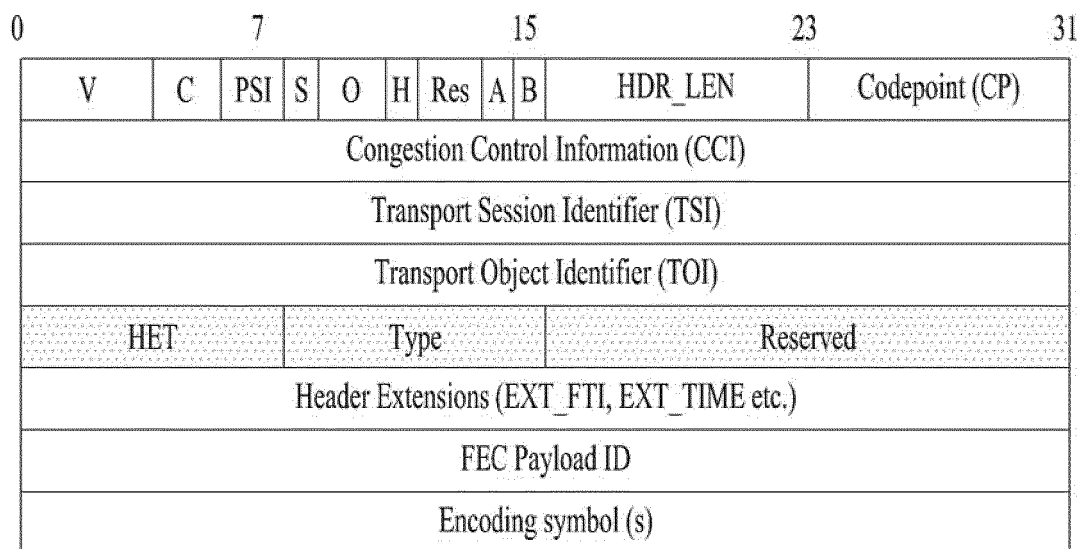 0 7 15 23 31
V C PSI S O H Res A B HDR_LEN Codepoint (CP)
Congestion Control Information (CCI)
Transport Session Identifier (TSI)
Transport Object Identifier (TOI)
HET Type Reserved
Header Extensions (EXT_FTI, EXT_TIME etc.)
FEC Payload ID
Encoding symbol (s)